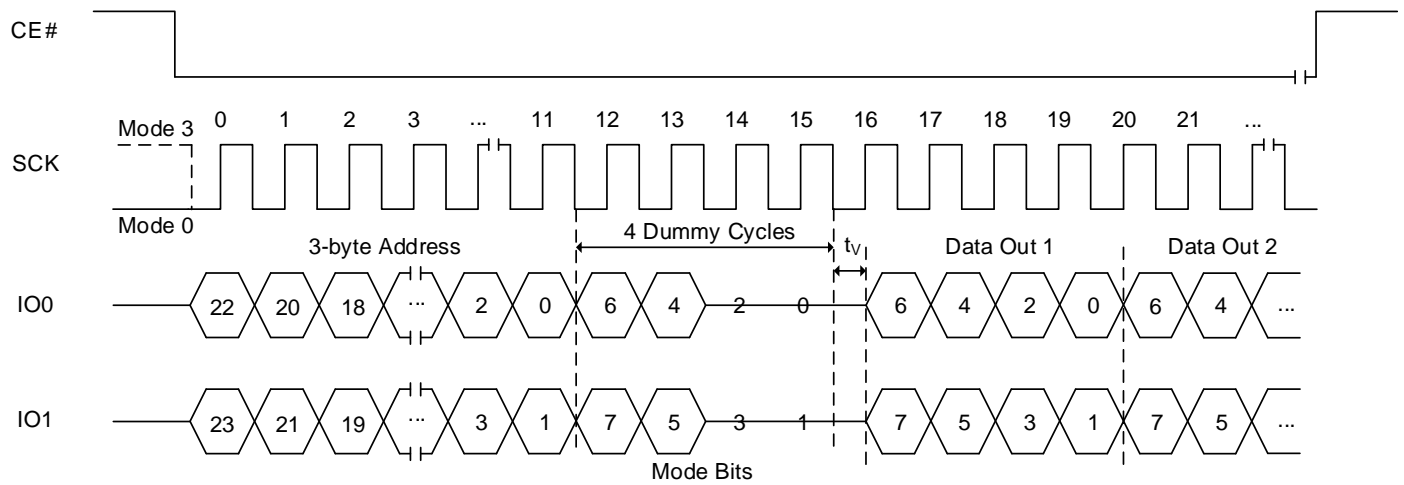 CE#
Mode 3 0 1 2 3 ... 11 12 13 14 15 16 17 18 19 20 21 ...
SCK
Mode 0
3-byte Address 4 Dummy Cycles tV Data Out 1 Data Out 2
IO0 22 20 18 ... 2 0 6 4 2 0 6 4 2 0 6 4 ...
IO1 23 21 19 ... 3 1 7 5 3 1 7 5 3 1 7 5 ...
Mode Bits